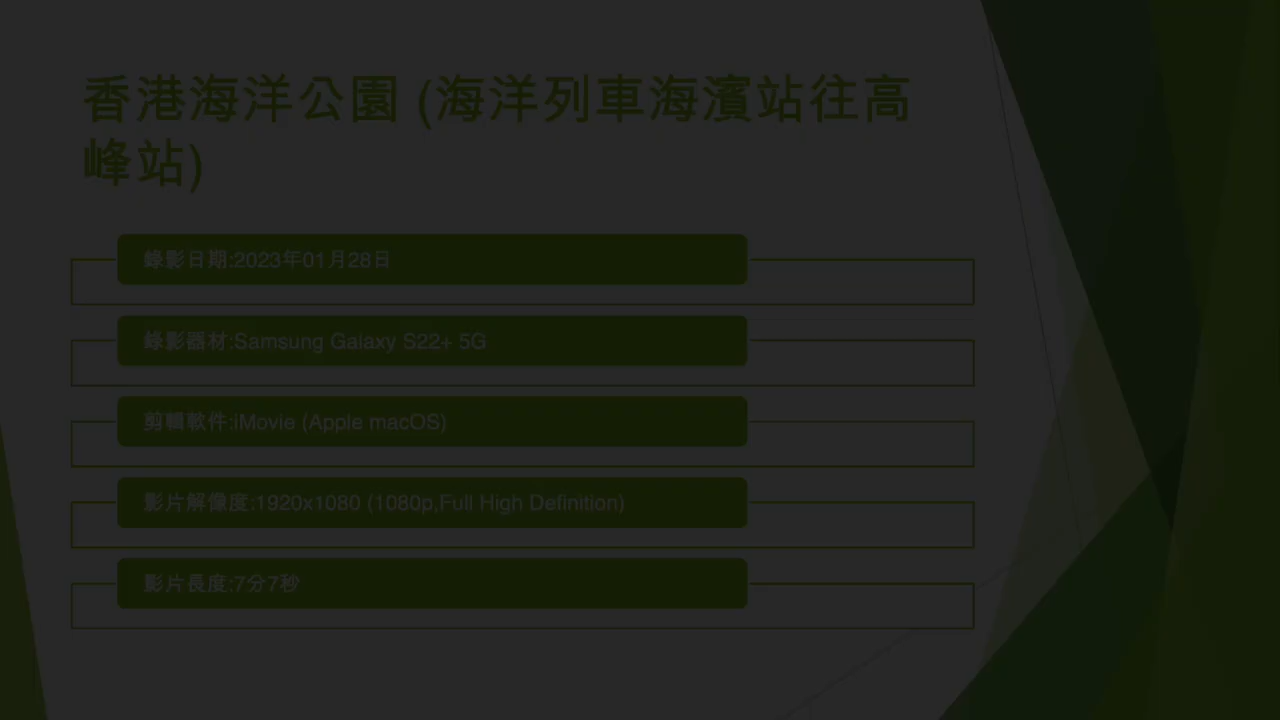 香港海洋公園 (海洋列車海濱站往高
峰站)
錄影日期:2023年01月28日
錄影器材:Samsung Galaxy S22+ 5G
剪輯軟件:iMovie (Apple macOS)
影片解像度:1920x1080 (1080p,Full High Definition)
影片長度:7分7秒